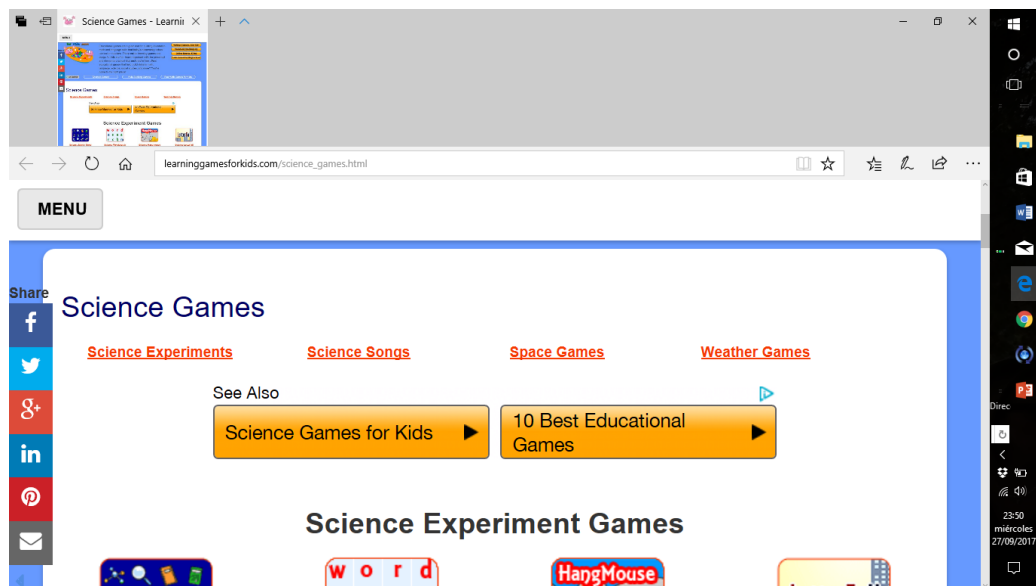 Science Games - Learnin
learninggamesforkids.com/science_games.html
MENU
Share
Science Games
Science Experiments Science Songs Space Games Weather Games
See Also
Science Games for Kids
10 Best Educational
Games
Science Experiment Games
w o r d
HangMouse
Direc
23:50
miércoles
27/09/2017